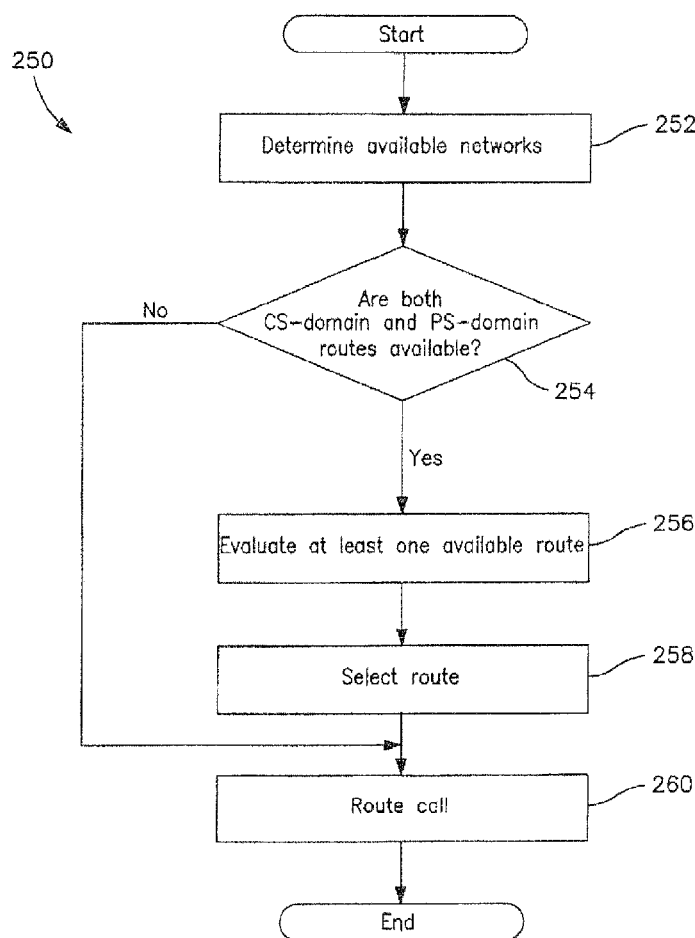 Start
250
252
Determine available networks
No
Are both
CS-domain and PS-domain
routes available?
254
Yes
256
Evaluate at least one available route
258
Select route
260
Route call
End